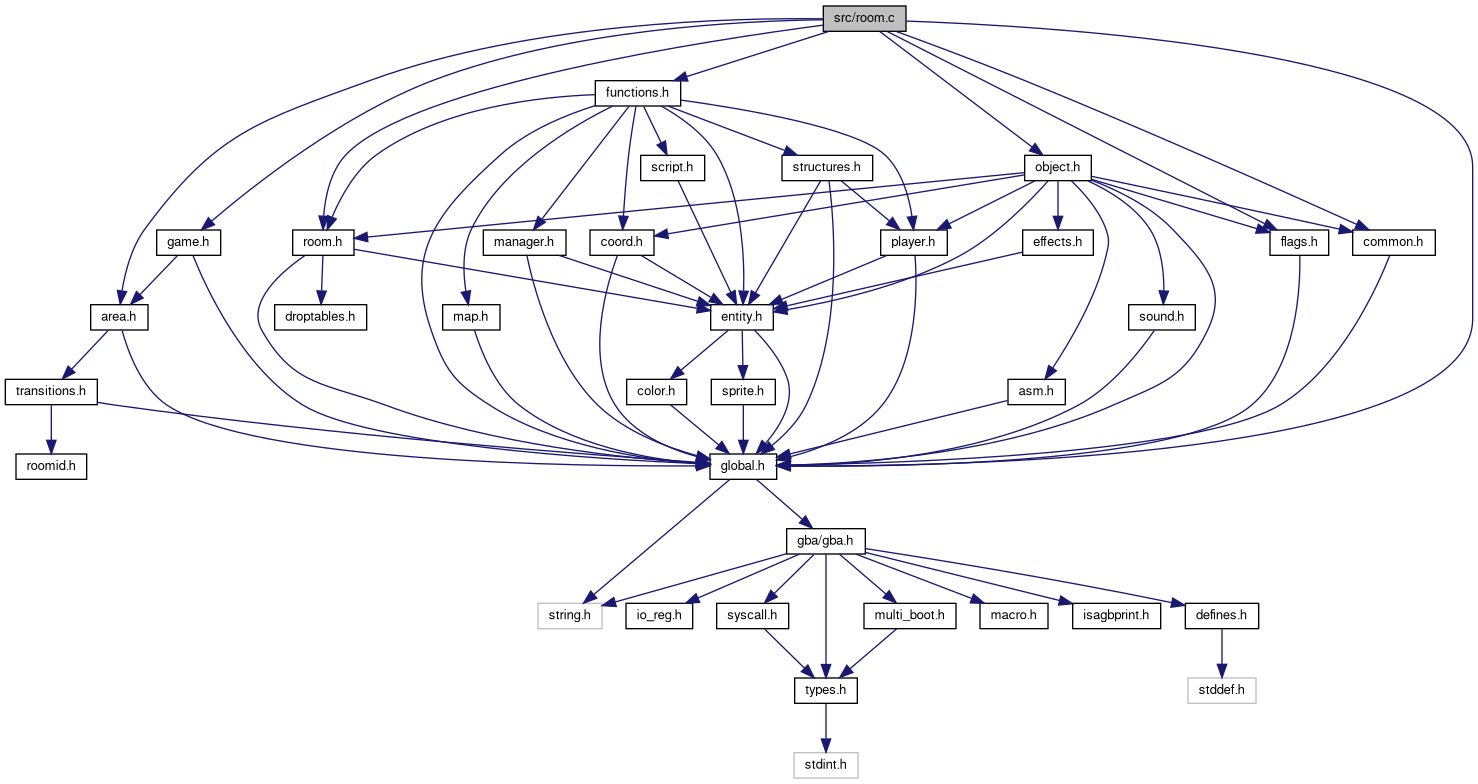 src/room.c
functions.h
script.h
structures.h
object.h
game.h
room.h
manager.h
coord.h
player.h
effects.h
flags.h
common.h
area.h
droptables.h
map.h
entity.h
sound.h
transitions.h
color.h
sprite.h
asm.h
roomid.h
global.h
gba/gba.h
string.h
io_reg.h
syscall.h
multi_boot.h
macro.h
isagbprint.h
defines.h
types.h
stddef.h
stdint.h